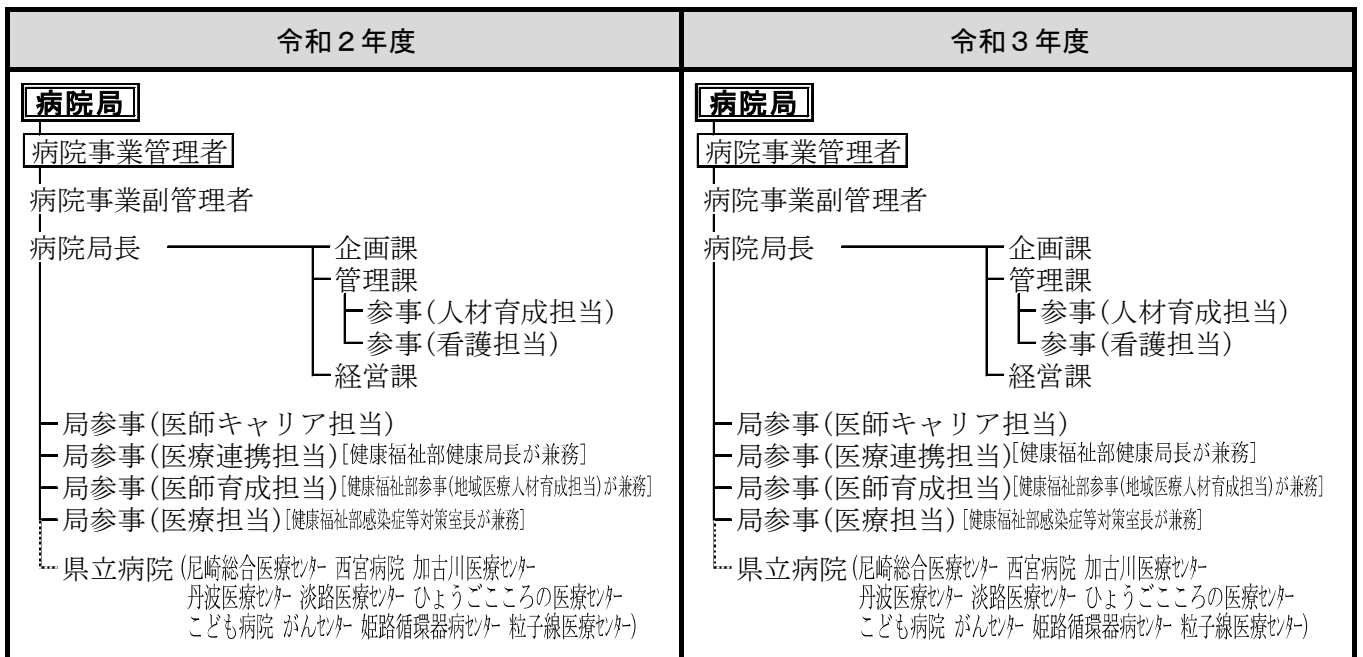 令和２年度
病院局
病院事業管理者
病院事業副管理者
病院局長
企画課
管理課
参事(人材育成担当)
参事(看護担当)
経営課
局参事(医師キャリア担当)
局参事(医療連携担当)[健康福祉部健康局長が兼務]
局参事(医師育成担当)[健康福祉部参事(地域医療人材育成担当)が兼務]
局参事(医療担当)[健康福祉部感染症等対策室長が兼務]
県立病院(尼崎総合医療ｾﾝﾀｰ 西宮病院 加古川医療ｾﾝﾀｰ
丹波医療ｾﾝﾀｰ 淡路医療ｾﾝﾀｰ ひょうごこころの医療ｾﾝﾀｰ
こども病院 がんｾﾝﾀｰ 姫路循環器病ｾﾝﾀｰ 粒子線医療ｾﾝﾀｰ)
令和３年度
病院局
病院事業管理者
病院事業副管理者
病院局長
企画課
管理課
参事(人材育成担当)
参事(看護担当)
経営課
局参事(医師キャリア担当)
局参事(医療連携担当)[健康福祉部健康局長が兼務]
局参事(医師育成担当)[健康福祉部参事(地域医療人材育成担当)が兼務]
局参事(医療担当)[健康福祉部感染症等対策室長が兼務]
県立病院(尼崎総合医療ｾﾝﾀｰ 西宮病院 加古川医療ｾﾝﾀｰ
丹波医療ｾﾝﾀｰ 淡路医療ｾﾝﾀｰ ひょうごこころの医療ｾﾝﾀｰ
こども病院 がんｾﾝﾀｰ 姫路循環器病ｾﾝﾀｰ 粒子線医療ｾﾝﾀｰ)